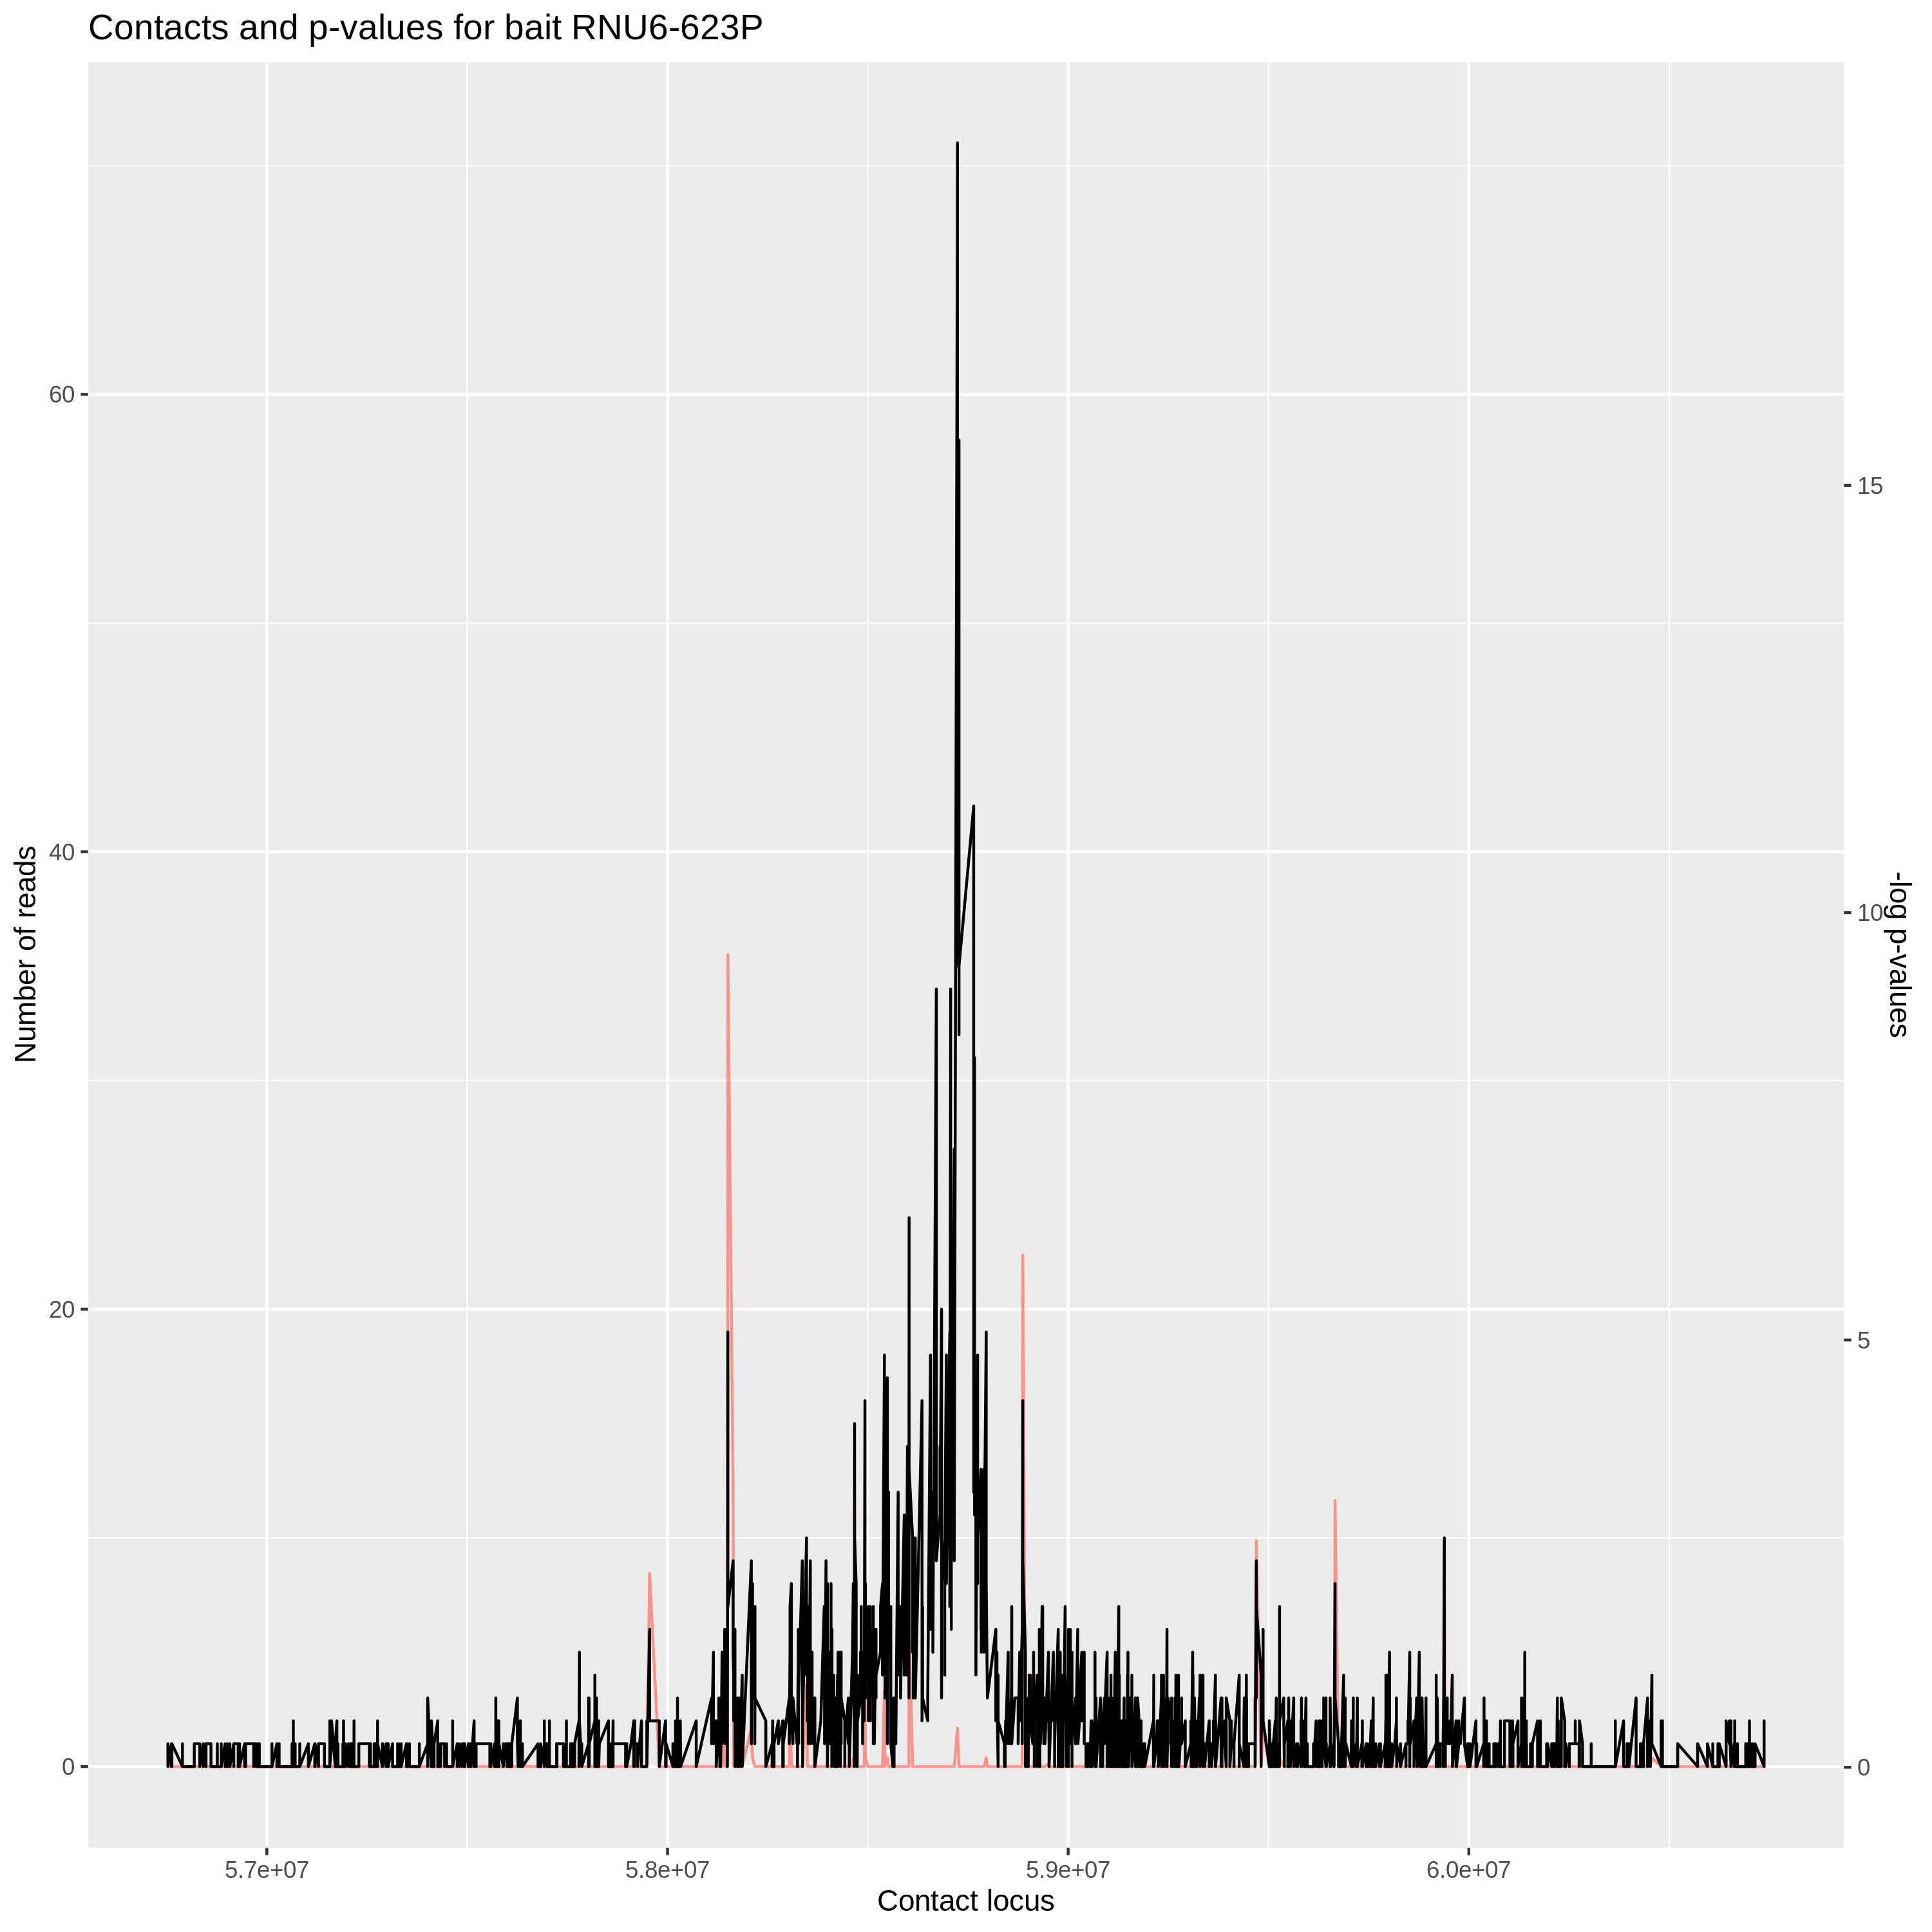 Contacts and p-values for bait RNU6-623P
60
40
20
0
Number of reads
15
10
5
0
-log p-values
5.7e+07
5.8e+07
5.9e+07
6.0e+07
Contact locus